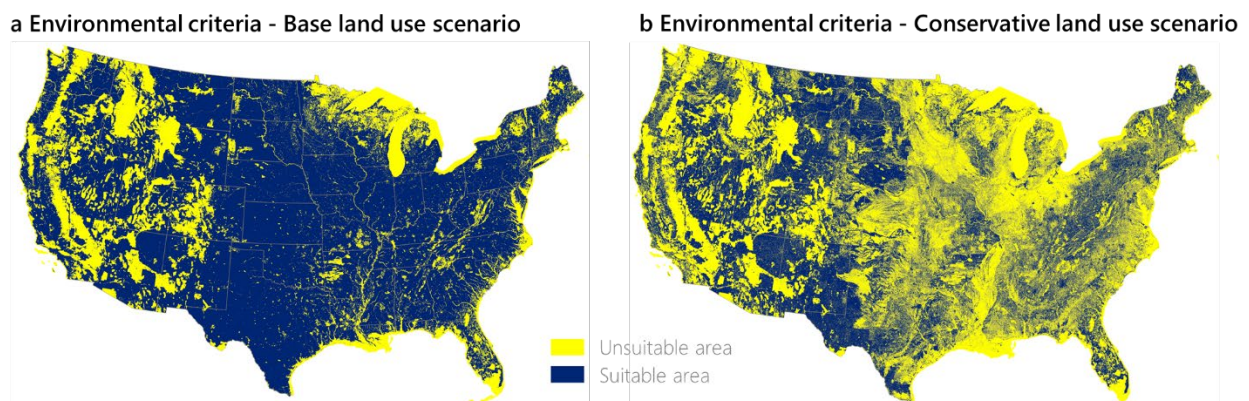 a Environmental criteria - Base land use scenario
b Environmental criteria - Conservative land use scenario
Unsuitable area
Suitable area